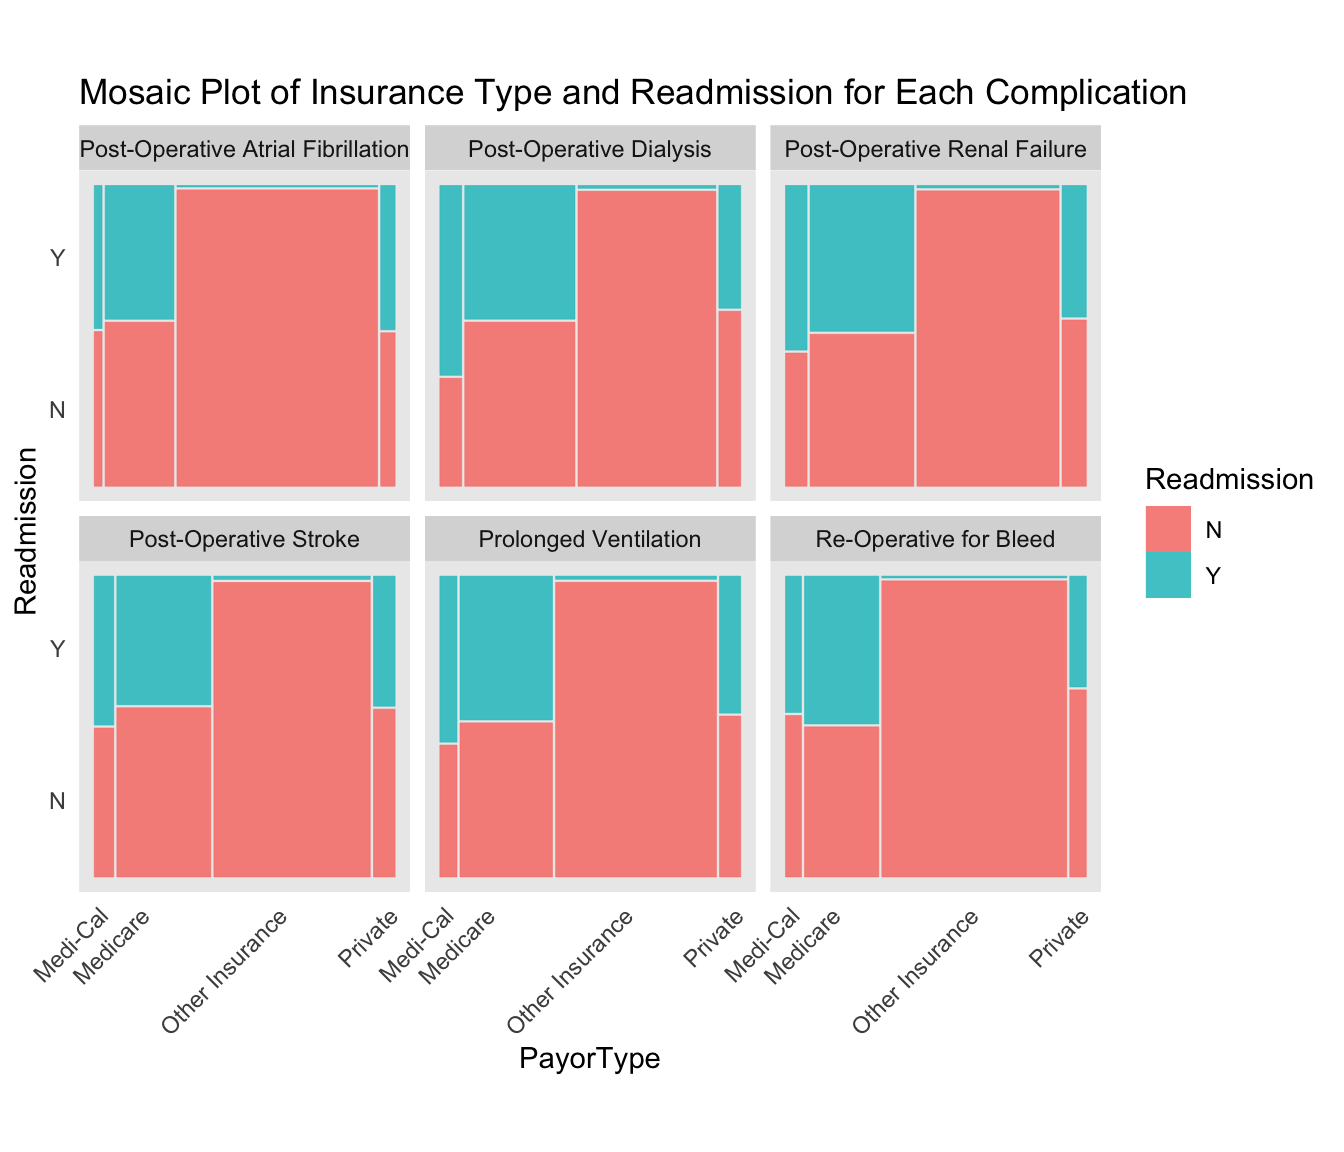 Mosaic Plot of Insurance Type and Readmission for Each Complication
Post-Operative Atrial Fibrillation
Post-Operative Dialysis
Post-Operative Renal Failure
Y
N
Readmission
Post-Operative Stroke
Prolonged Ventilation
Re-Operative for Bleed
Y
N
Medi-Cal
Medicare
Other Insurance
Private
Medi-Cal
Medicare
Other Insurance
Private
Medi-Cal
Medicare
Other Insurance
Private
PayorType
Readmission
N
Y